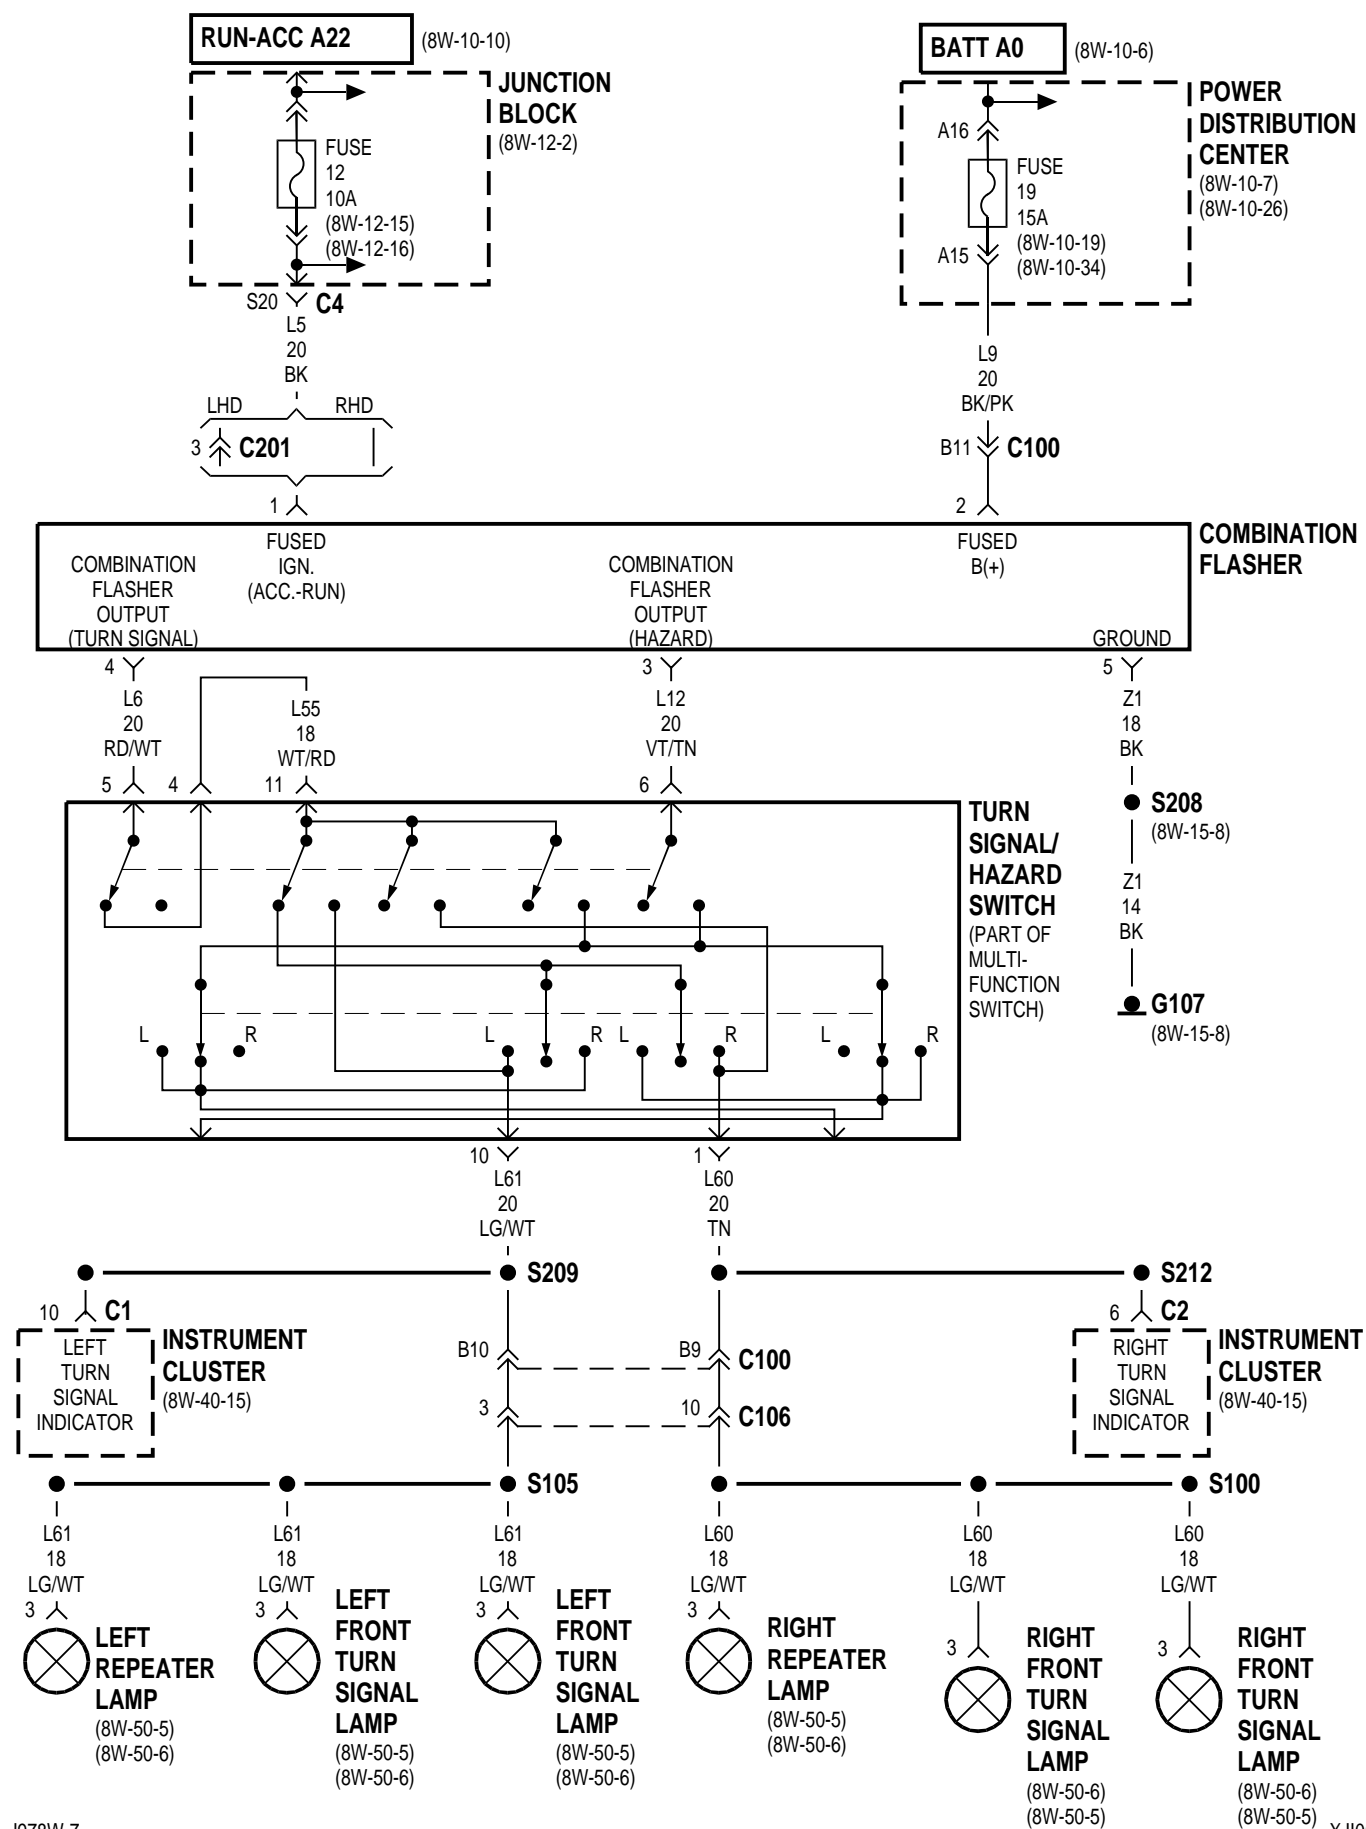 RUN-ACC A22
(8W-10-10)
BATT A0
(8W-10-6)
JUNCTION
BLOCK
(8W-12-2)
FUSE
12
10A
(8W-12-15)
(8W-12-16)
POWER
DISTRIBUTION
CENTER
(8W-10-7)
(8W-10-26)
A16
FUSE
19
15A
(8W-10-19)
(8W-10-34)
A15
S20
C4
L5
20
BK
LHD
RHD
3
C201
1
L9
20
BK/PK
B11
C100
2
COMBINATION
FLASHER
FUSED
IGN.
(ACC.-RUN)
FUSED
B(+)
COMBINATION
FLASHER
OUTPUT
(TURN SIGNAL)
COMBINATION
FLASHER
OUTPUT
(HAZARD)
GROUND
4
L6
20
RD/WT
5
4
L55
18
WT/RD
11
3
L12
20
VT/TN
6
5
Z1
18
BK
S208
(8W-15-8)
Z1
14
BK
G107
(8W-15-8)
TURN
SIGNAL/
HAZARD
SWITCH
(PART OF
MULTI-
FUNCTION
SWITCH)
L
R
L
R
L
R
L
R
10
L61
20
LG/WT
1
L60
20
TN
S209
S212
10
C1
LEFT
TURN
SIGNAL
INDICATOR
INSTRUMENT
CLUSTER
(8W-40-15)
B10
B9
C100
3
10
C106
6
C2
RIGHT
TURN
SIGNAL
INDICATOR
INSTRUMENT
CLUSTER
(8W-40-15)
S105
S100
L61
18
LG/WT
3
LEFT
REPEATER
LAMP
(8W-50-5)
(8W-50-6)
L61
18
LG/WT
3
LEFT
FRONT
TURN
SIGNAL
LAMP
(8W-50-5)
(8W-50-6)
L61
18
LG/WT
3
LEFT
FRONT
TURN
SIGNAL
LAMP
(8W-50-5)
(8W-50-6)
L60
18
LG/WT
3
RIGHT
REPEATER
LAMP
(8W-50-5)
(8W-50-6)
L60
18
LG/WT
3
RIGHT
FRONT
TURN
SIGNAL
LAMP
(8W-50-6)
(8W-50-5)
L60
18
LG/WT
3
RIGHT
FRONT
TURN
SIGNAL
LAMP
(8W-50-6)
(8W-50-5)